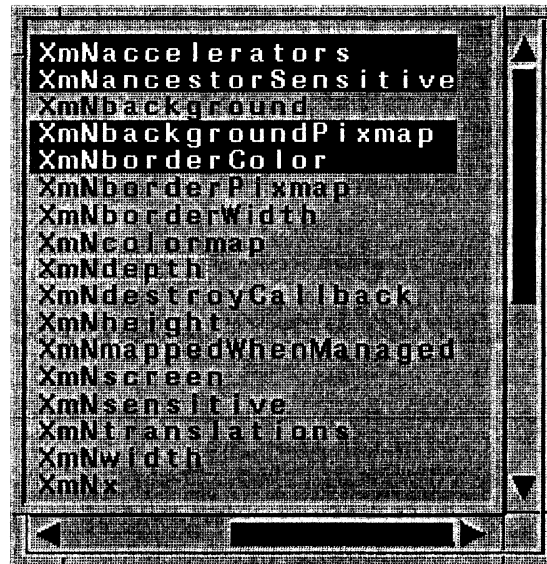 XmNaccelerators
XmNancestorSensitive
XmNbackground
XmNbackgroundPixmap
XmNborderColor
XmNborderPixmap
XmNborderWidth
XmNcolormap
XmNdepth
XmNdestroyCallback
XmNheight
XmNmappedWhenManaged
XmNscreen
XmNsensitive
XmNtranslations
XmNwidth
XmNx